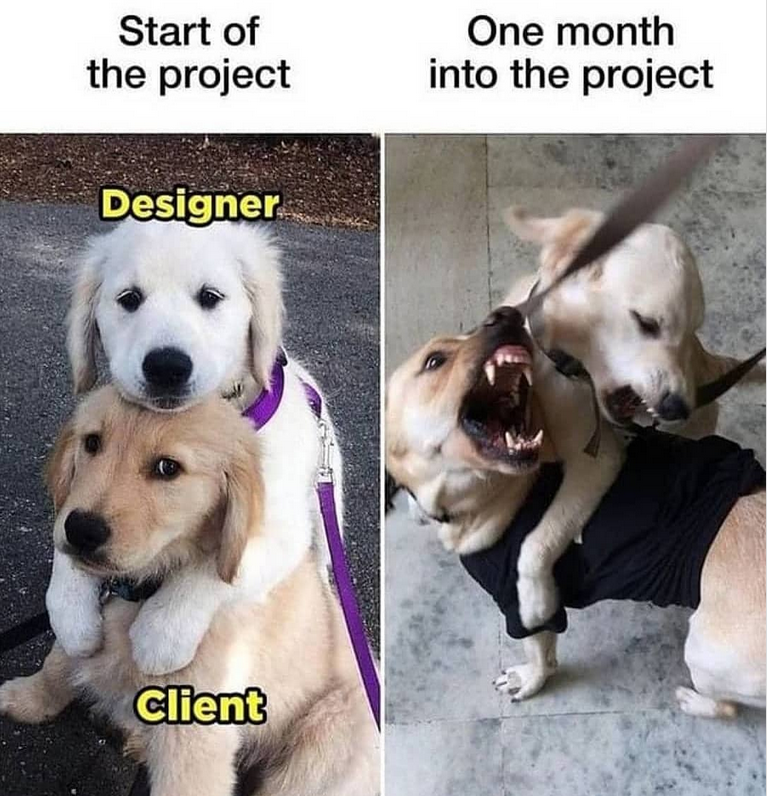 Start of
the project
One month
into the project
Designer
Client